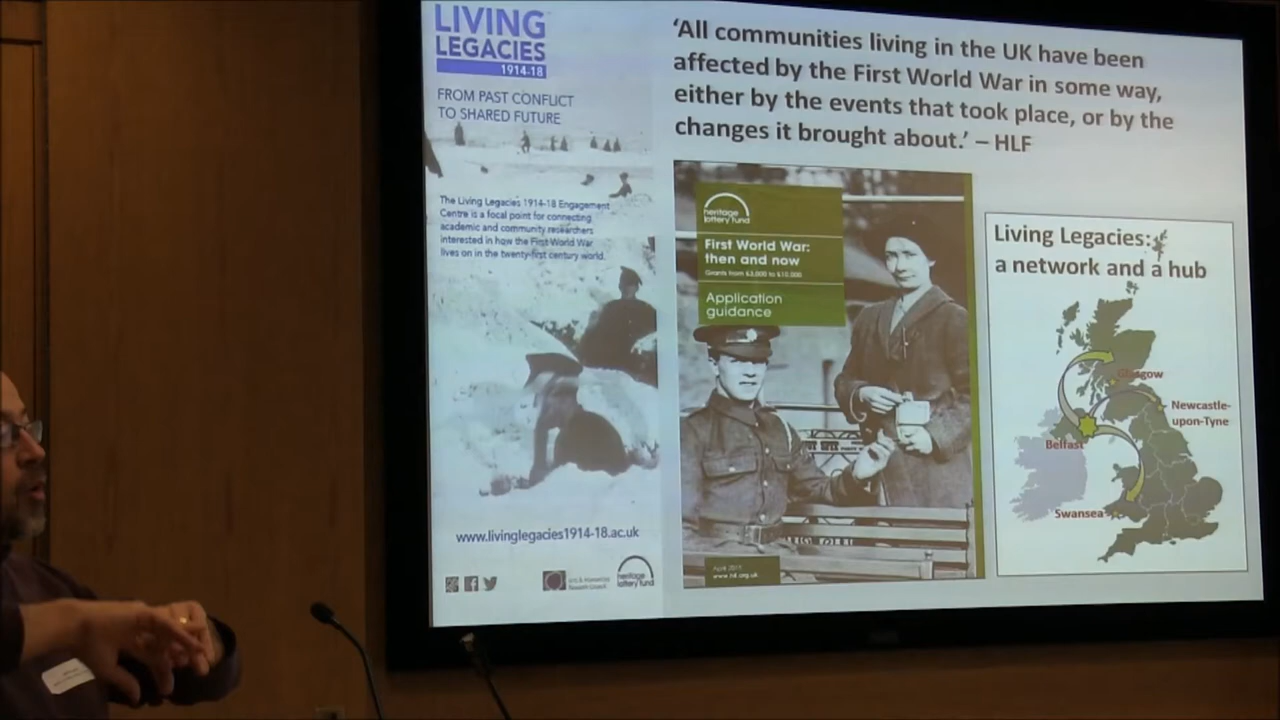 LIVING
LEGACIES
1914-18
FROM PAST CONFLICT
TO SHARED FUTURE
The Living Legacies 1914-18 Engagement
Centre is a focal point for connecting
academic and community researchers
interested in how the First World War
lives on in the twenty-first century world.
www.livinglegacies1914-18.ac.uk
Arts & Humanities
Research Council
heritage
lottery fund
‘All communities living in the UK have been
affected by the First World War in some way,
either by the events that took place, or by the
changes it brought about.’ – HLF
heritage
lottery fund
First World War:
then and now
Grants from £3,000 to £10,000
Application
guidance
www.hlf.org.uk
Living Legacies:
a network and a hub
Glasgow
Newcastle-
upon-Tyne
Belfast
Swansea